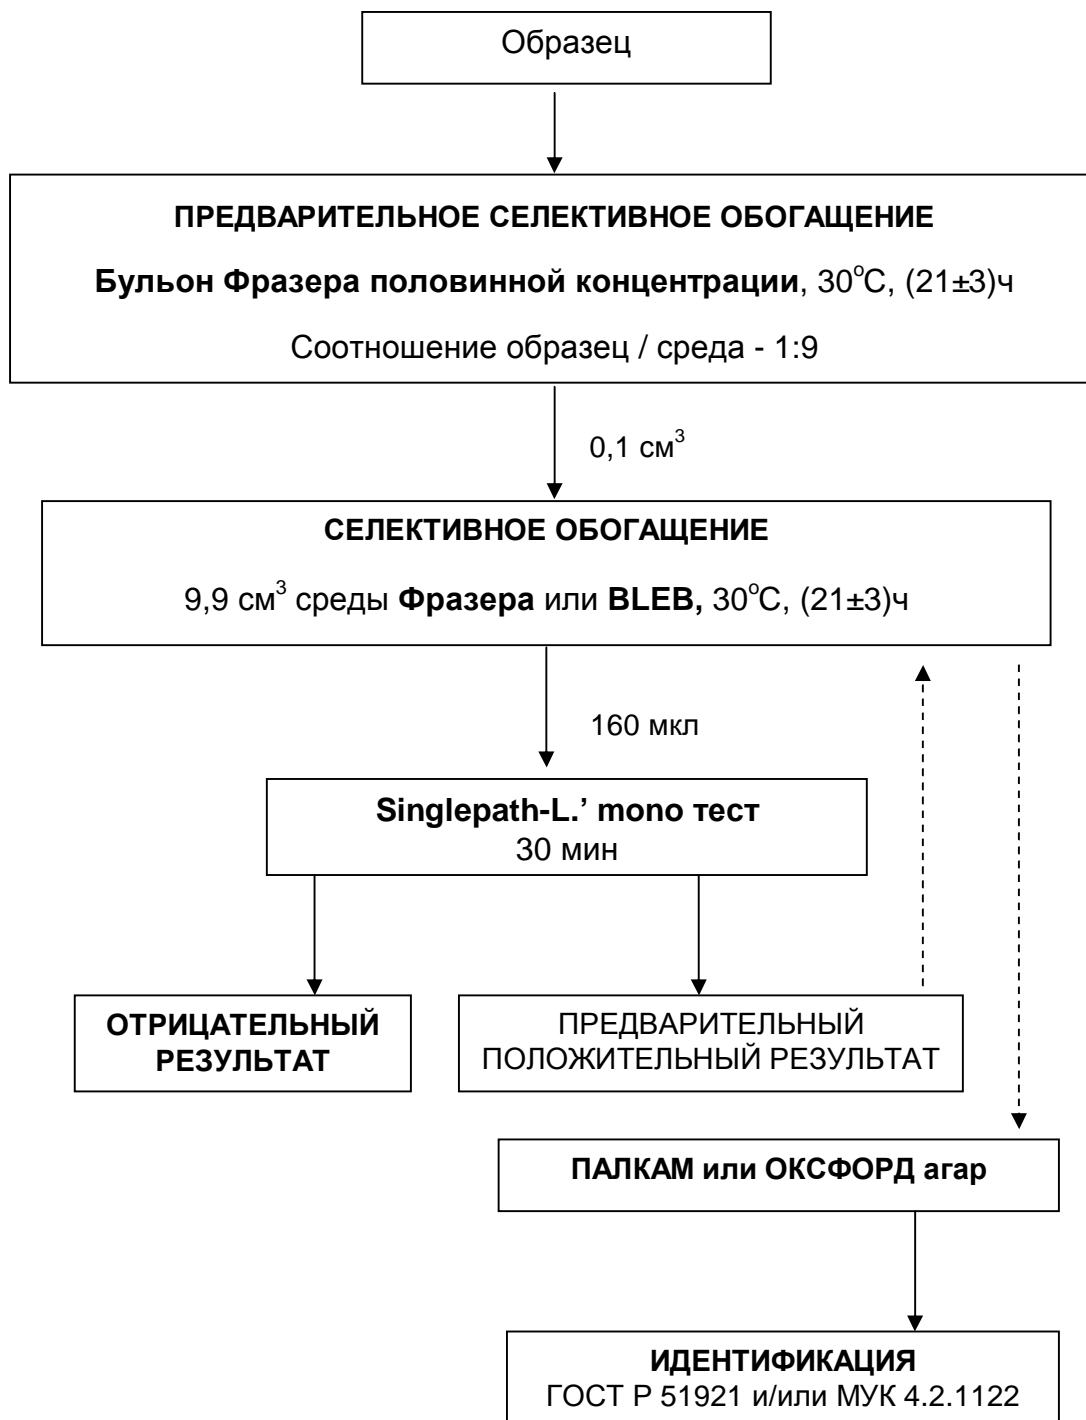 Образец
ПРЕДВАРИТЕЛЬНОЕ СЕЛЕКТИВНОЕ ОБОГАЩЕНИЕ
Бульон Фразера половинной концентрации, 30°С, (21±3)ч
Соотношение образец / среда - 1:9
0,1 см³
СЕЛЕКТИВНОЕ ОБОГАЩЕНИЕ
9,9 см³ среды Фразера или BLEB, 30°С, (21±3)ч
160 мкл
Singlepath-L.’ mono тест
30 мин
ОТРИЦАТЕЛЬНЫЙ
РЕЗУЛЬТАТ
ПРЕДВАРИТЕЛЬНЫЙ
ПОЛОЖИТЕЛЬНЫЙ РЕЗУЛЬТАТ
ПАЛКАМ или ОКСФОРД агар
ИДЕНТИФИКАЦИЯ
ГОСТ Р 51921 и/или МУК 4.2.1122